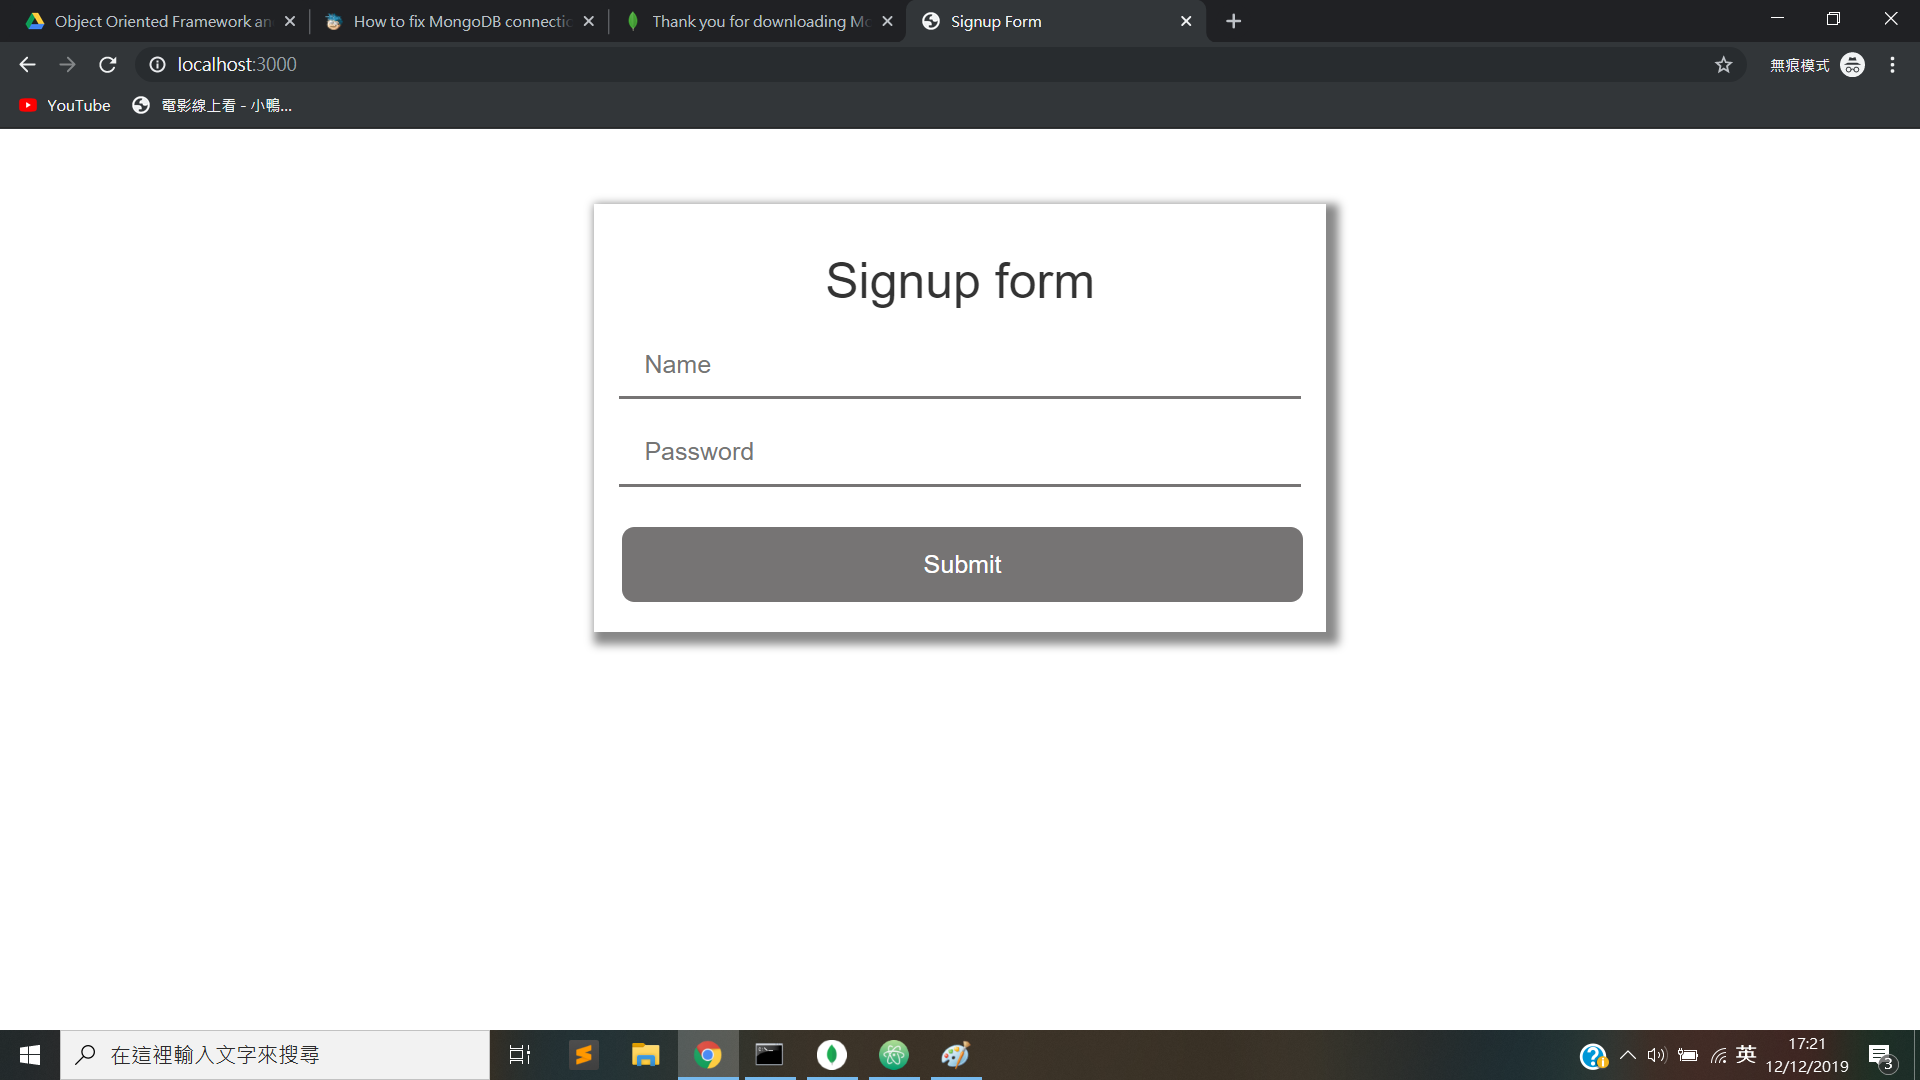 Object Oriented Framework an
How to fix MongoDB connectio
Thank you for downloading Mo
Signup Form
localhost:3000
無痕模式
YouTube
電影線上看 - 小鴨...
Signup form
Name
Password
Submit
在這裡輸入文字來搜尋
英
17:21
12/12/2019
3